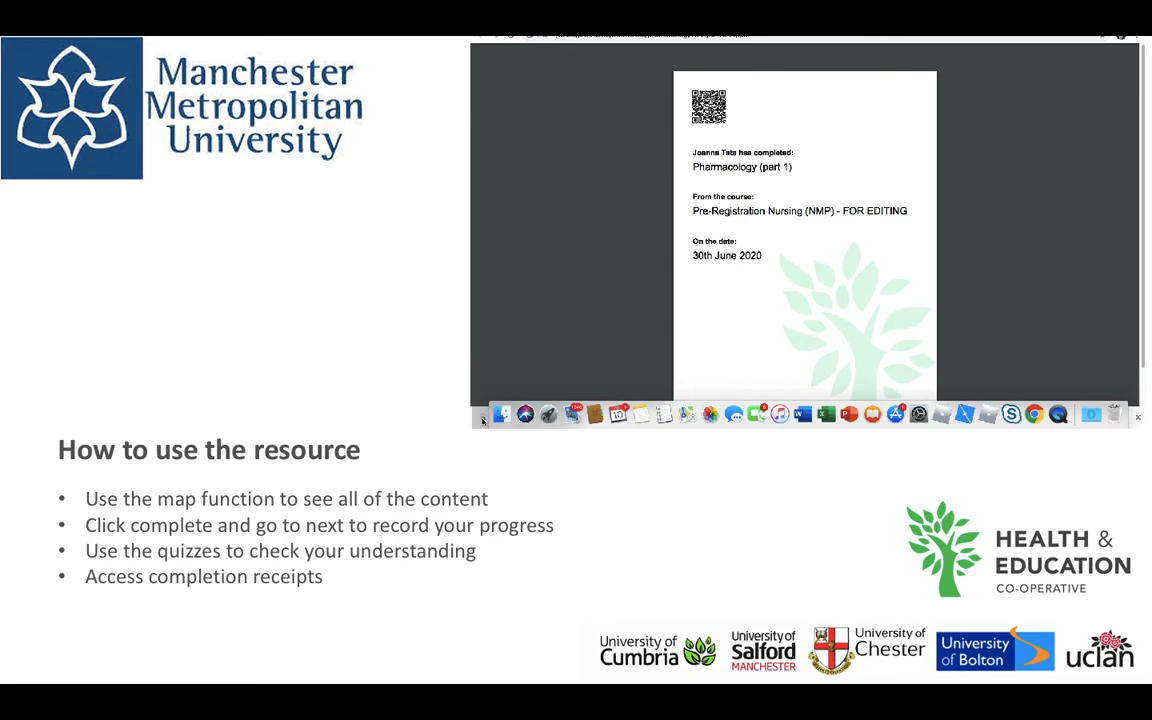 Manchester
Metropolitan
University
Joanna Tate has completed:
Pharmacology (part 1)
From the course:
Pre-Registration Nursing (NMP) - FOR EDITING
On the date:
30th June 2020
How to use the resource
• Use the map function to see all of the content
• Click complete and go to next to record your progress
• Use the quizzes to check your understanding
• Access completion receipts
HEALTH &
EDUCATION
CO-OPERATIVE
University of
Cumbria
University of
Salford
MANCHESTER
University of
Chester
University
of Bolton
uclan